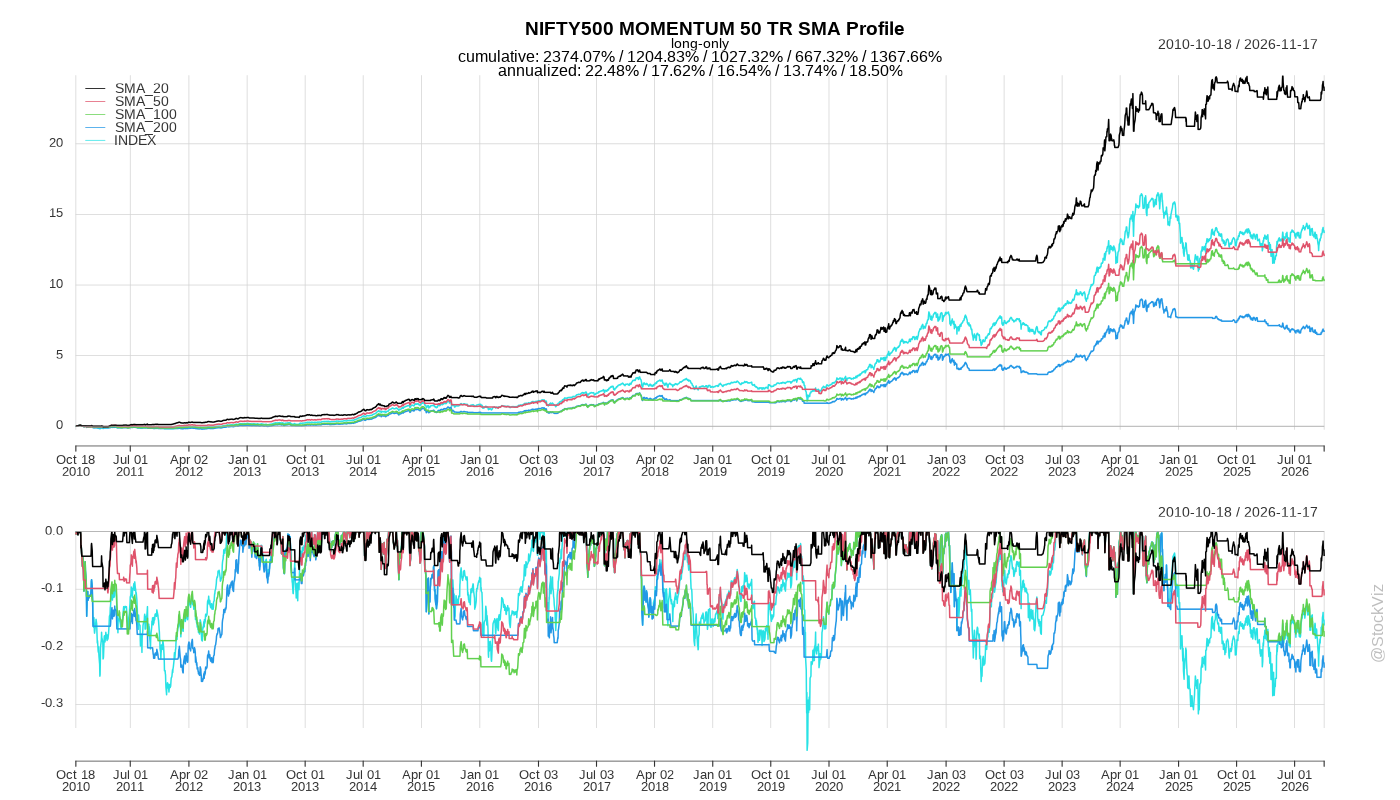 NIFTY500 MOMENTUM 50 TR SMA Profile
long-only
cumulative: 2374.07% / 1204.83% / 1027.32% / 667.32% / 1367.66%
annualized: 22.48% / 17.62% / 16.54% / 13.74% / 18.50%
2010-10-18 / 2026-11-17
SMA_20
SMA_50
SMA_100
SMA_200
INDEX
20
15
10
5
0
Oct 18 Jul 01 Apr 02 Jan 01 Oct 01 Jul 01 Apr 01 Jan 01 Oct 03 Jul 03 Apr 02 Jan 01 Oct 01 Jul 01 Apr 01 Jan 03 Oct 03 Jul 03 Apr 01 Jan 01 Oct 01 Jul 01
2010 2011 2012 2013 2013 2014 2015 2016 2016 2017 2018 2019 2019 2020 2021 2022 2022 2023 2024 2025 2025 2026
2010-10-18 / 2026-11-17
0.0
-0.1
-0.2
-0.3
Oct 18 Jul 01 Apr 02 Jan 01 Oct 01 Jul 01 Apr 01 Jan 01 Oct 03 Jul 03 Apr 02 Jan 01 Oct 01 Jul 01 Apr 01 Jan 03 Oct 03 Jul 03 Apr 01 Jan 01 Oct 01 Jul 01
2010 2011 2012 2013 2013 2014 2015 2016 2016 2017 2018 2019 2019 2020 2021 2022 2022 2023 2024 2025 2025 2026
@StockViz